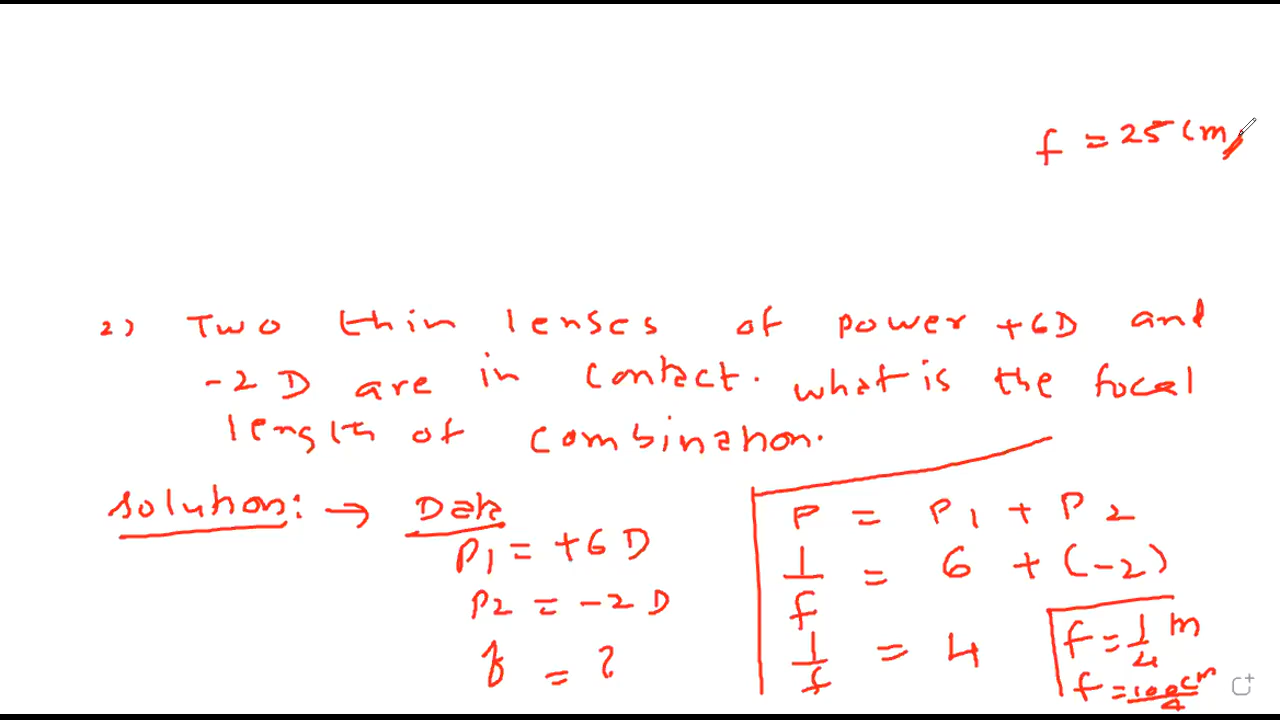 f = 25 cm
2) Two thin lenses of power +6D and
-2 D are in contact. what is the focal
length of combination.
solution: → Data
P1 = +6 D
P2 = -2 D
f = ?
P = P1 + P2
1/f = 6 + (-2)
1/f = 4
f = 1/4 m
f = 100cm/4